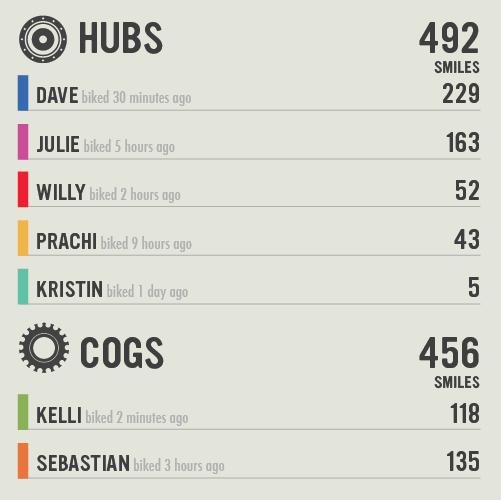 HUBS 492
SMILES
DAVE biked 30 minutes ago 229
JULIE biked 5 hours ago 163
WILLY biked 2 hours ago 52
PRACHI biked 9 hours ago 43
KRISTIN biked 1 day ago 5
COGS 456
SMILES
KELLI biked 2 minutes ago 118
SEBASTIAN biked 3 hours ago 135